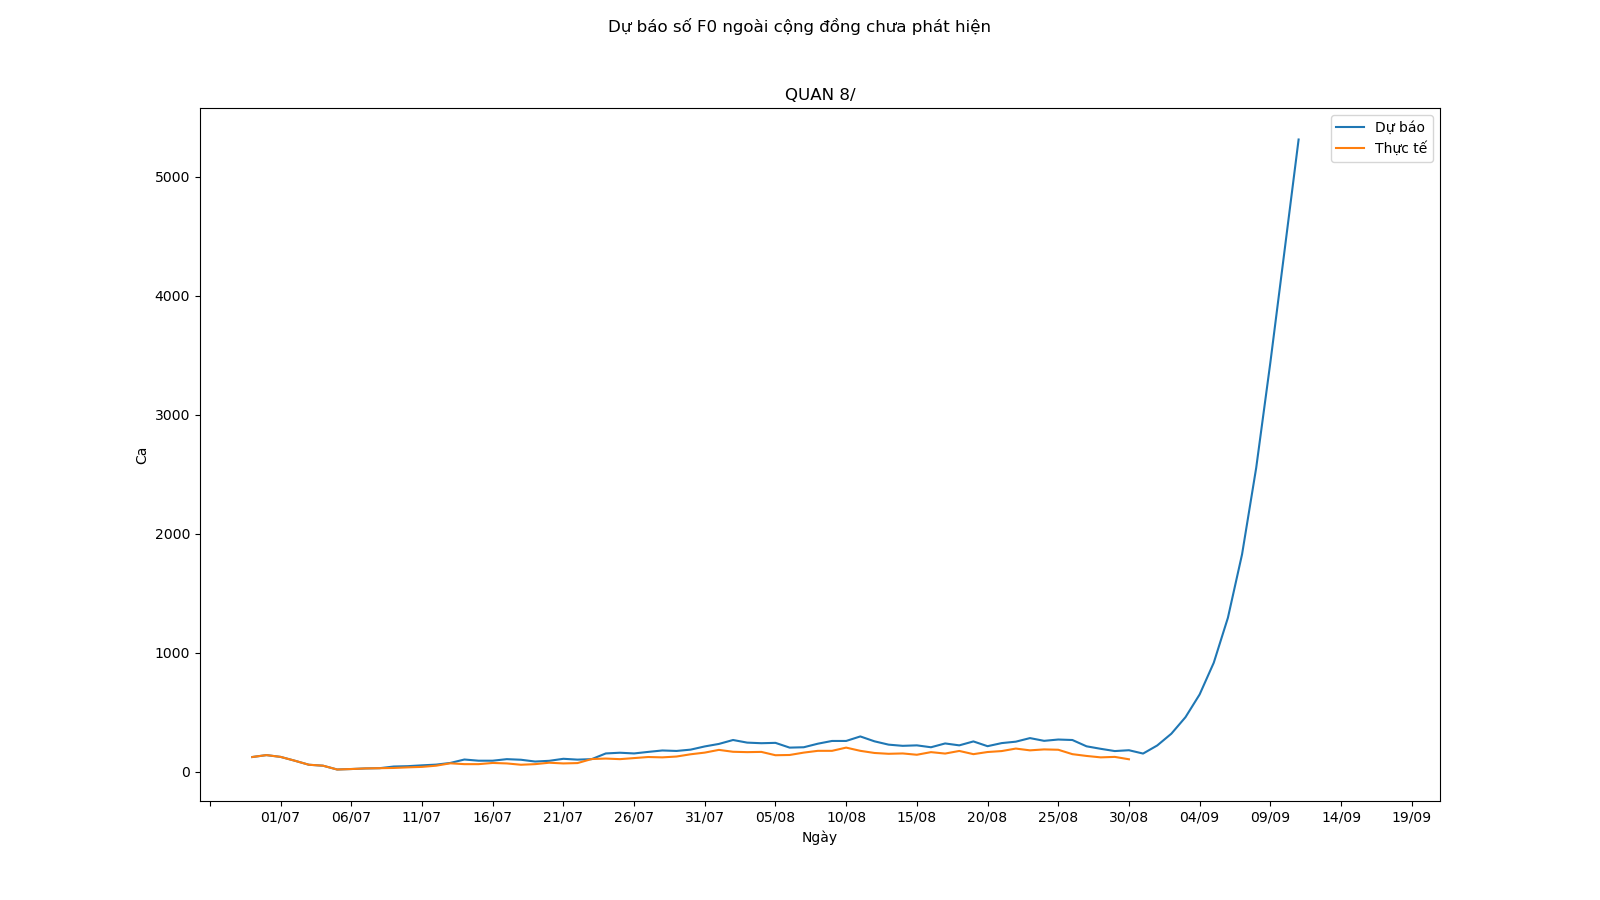 Dự báo số F0 ngoài cộng đồng chưa phát hiện
QUAN 8/
Dự báo
Thực tế
5000
4000
3000
2000
1000
0
Ca
01/07 06/07 11/07 16/07 21/07 26/07 31/07 05/08 10/08 15/08 20/08 25/08 30/08 04/09 09/09 14/09 19/09
Ngày